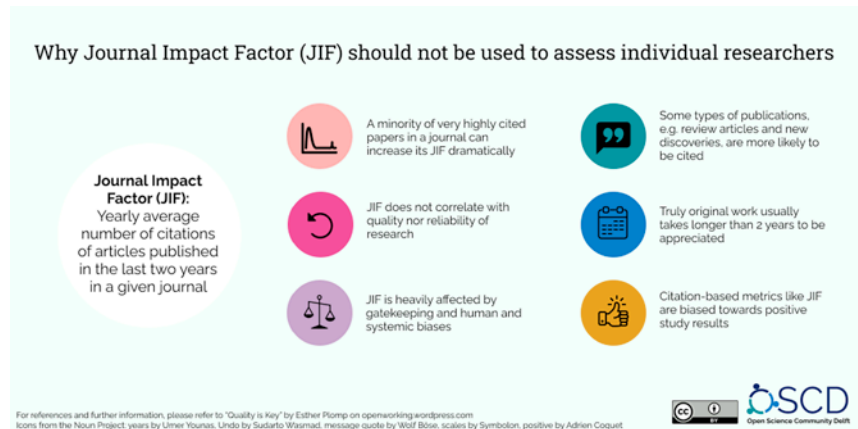 Why Journal Impact Factor (JIF) should not be used to assess individual researchers
Journal Impact
Factor (JIF):
Yearly average
number of citations
of articles published
in the last two years
in a given journal
A minority of very highly cited
papers in a journal can
increase its JIF dramatically
JIF does not correlate with
quality nor reliability of
research
JIF is heavily affected by
gatekeeping and human and
systemic biases
Some types of publications,
e.g. review articles and new
discoveries, are more likely to
be cited
Truly original work usually
takes longer than 2 years to be
appreciated
Citation-based metrics like JIF
are biased towards positive
study results
For references and further information, please refer to "Quality is Key" by Esther Plomp on openworking.wordpress.com
Icons from the Noun Project: years by Umer Younas, Undo by Sudarto Wasmad, message quote by Wolf Böse, scales by Symbolon, positive by Adrien Coquet
cc
BY
OSCD
Open Science Community Delft